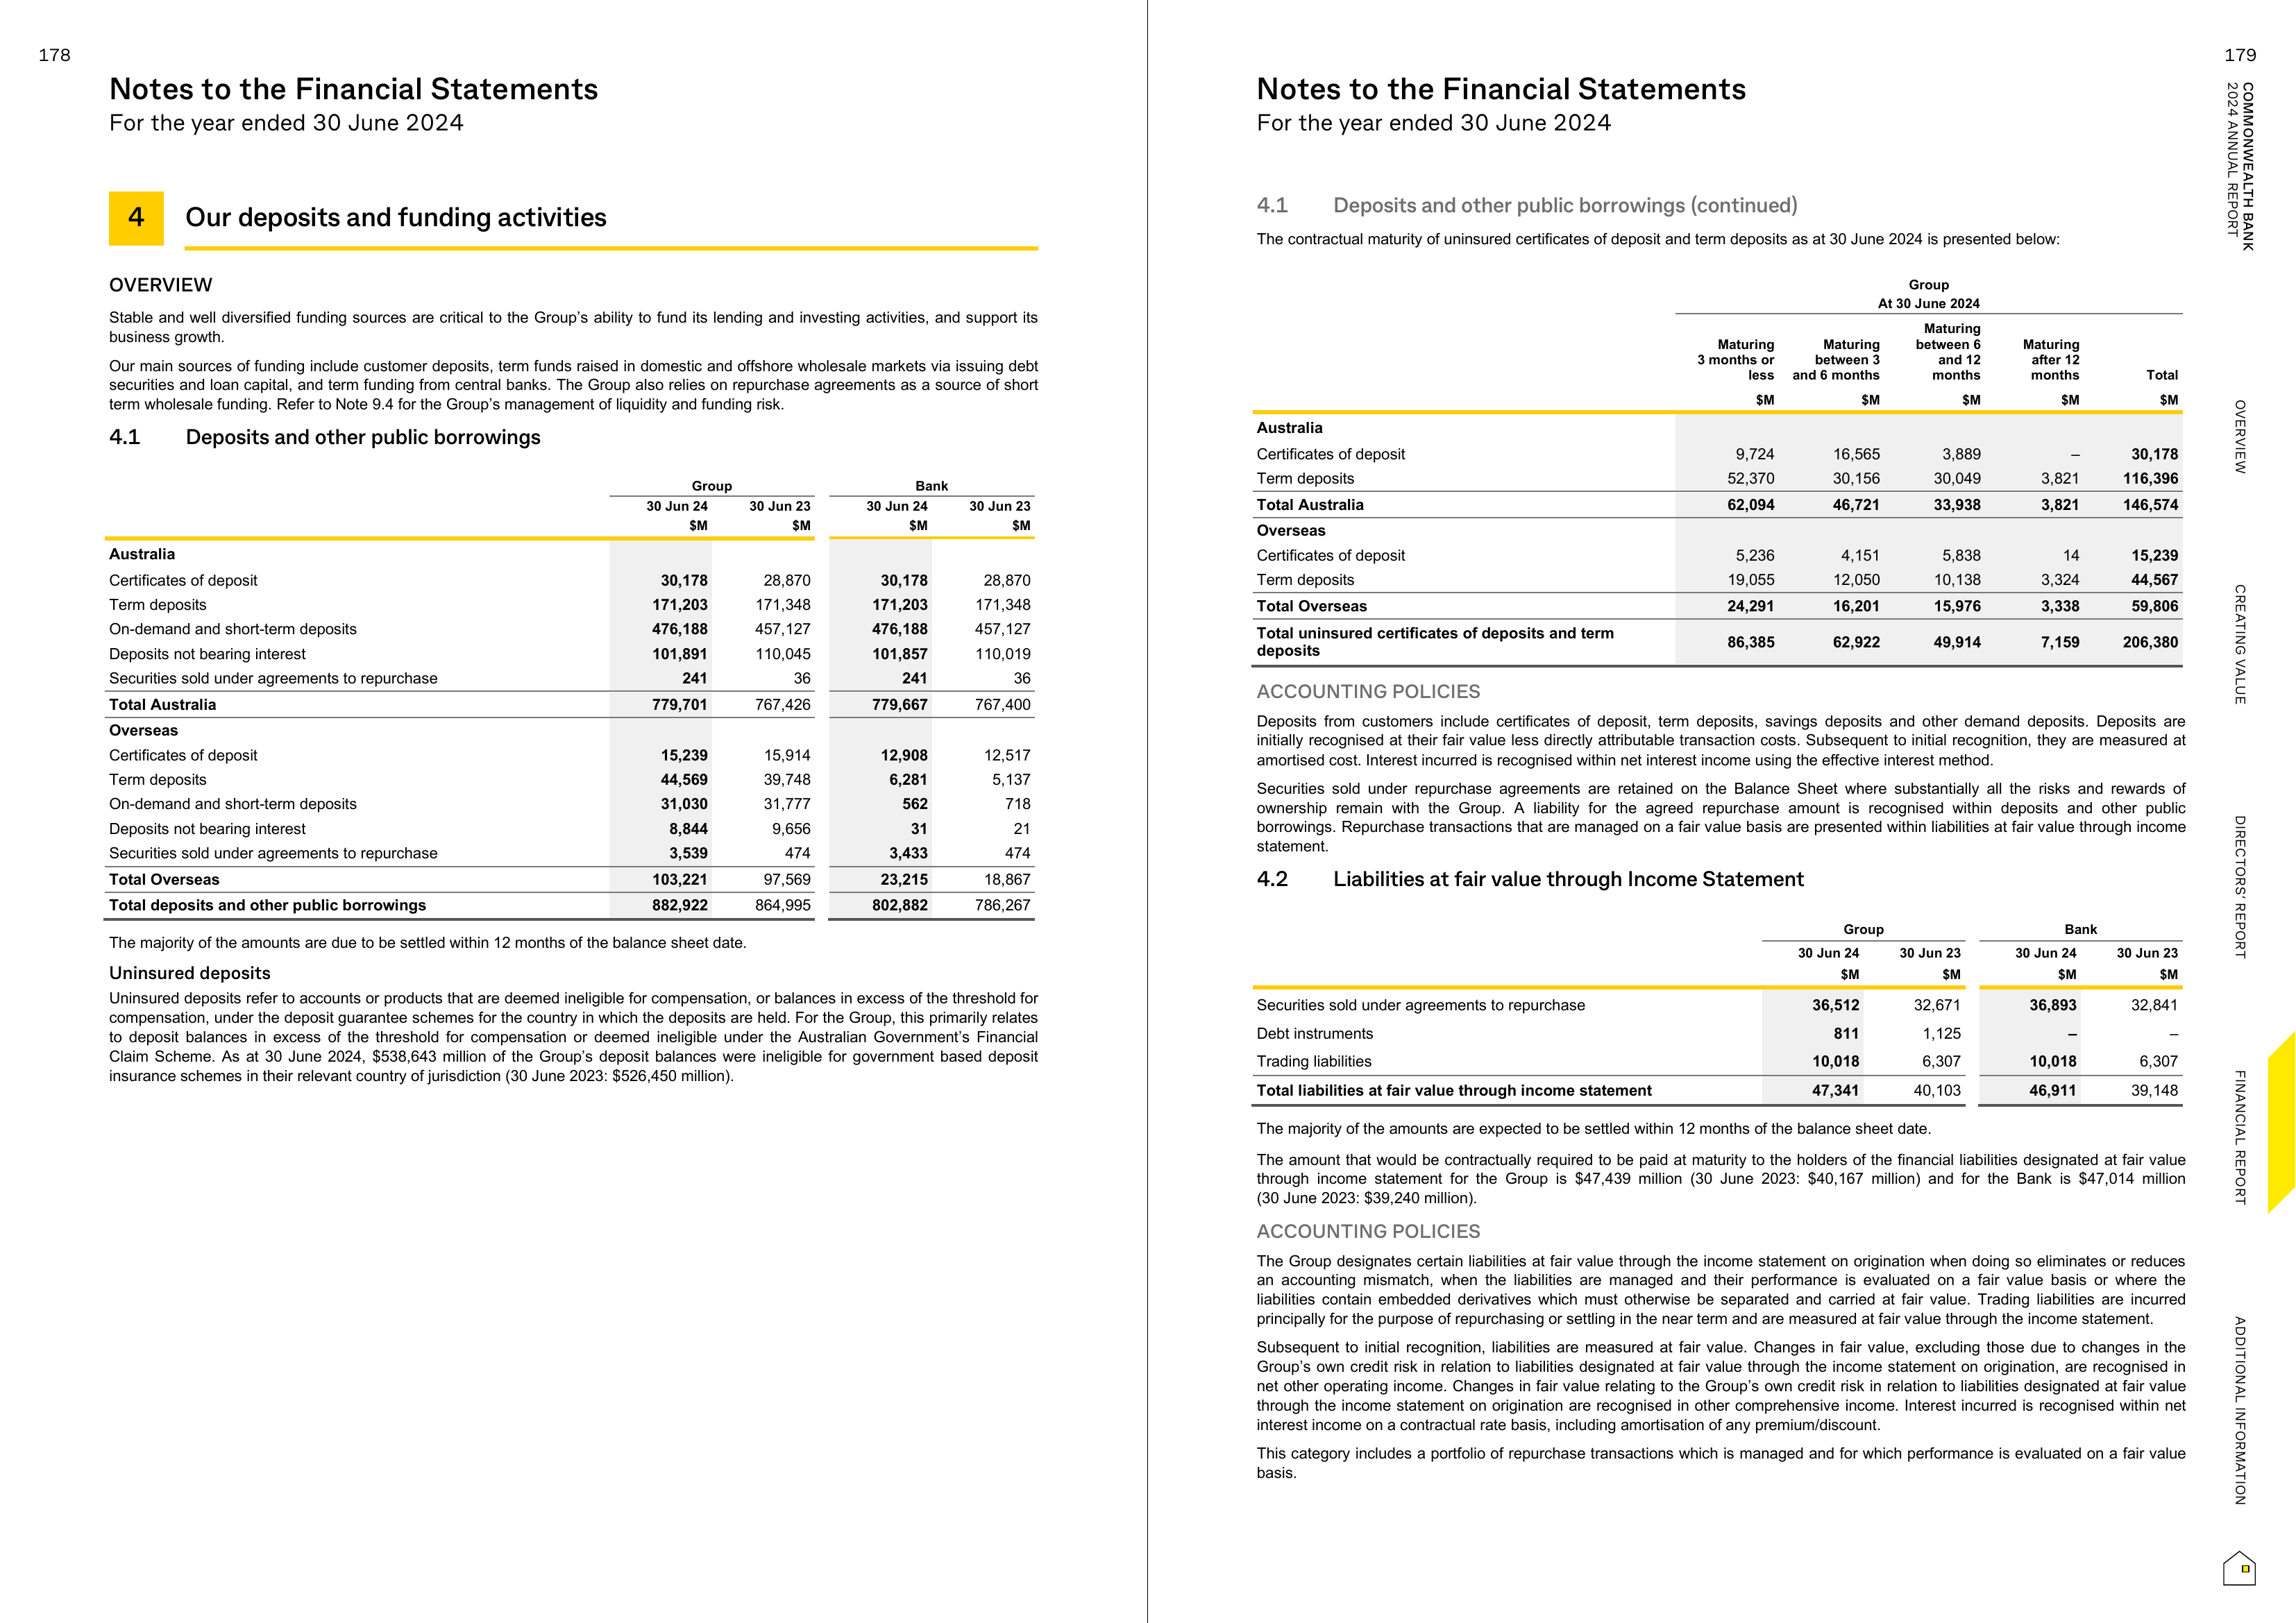 178
Notes to the Financial Statements
For the year ended 30 June 2024
4 Our deposits and funding activities
OVERVIEW
Stable and well diversified funding sources are critical to the Group’s ability to fund its lending and investing activities, and support its
business growth.
Our main sources of funding include customer deposits, term funds raised in domestic and offshore wholesale markets via issuing debt
securities and loan capital, and term funding from central banks. The Group also relies on repurchase agreements as a source of short
term wholesale funding. Refer to Note 9.4 for the Group’s management of liquidity and funding risk.
4.1 Deposits and other public borrowings
Group Bank
30 Jun 24 30 Jun 23 30 Jun 24 30 Jun 23
$M $M $M $M
Australia
Certificates of deposit 30,178 28,870 30,178 28,870
Term deposits 171,203 171,348 171,203 171,348
On-demand and short-term deposits 476,188 457,127 476,188 457,127
Deposits not bearing interest 101,891 110,045 101,857 110,019
Securities sold under agreements to repurchase 241 36 241 36
Total Australia 779,701 767,426 779,667 767,400
Overseas
Certificates of deposit 15,239 15,914 12,908 12,517
Term deposits 44,569 39,748 6,281 5,137
On-demand and short-term deposits 31,030 31,777 562 718
Deposits not bearing interest 8,844 9,656 31 21
Securities sold under agreements to repurchase 3,539 474 3,433 474
Total Overseas 103,221 97,569 23,215 18,867
Total deposits and other public borrowings 882,922 864,995 802,882 786,267
The majority of the amounts are due to be settled within 12 months of the balance sheet date.
Uninsured deposits
Uninsured deposits refer to accounts or products that are deemed ineligible for compensation, or balances in excess of the threshold for
compensation, under the deposit guarantee schemes for the country in which the deposits are held. For the Group, this primarily relates
to deposit balances in excess of the threshold for compensation or deemed ineligible under the Australian Government’s Financial
Claim Scheme. As at 30 June 2024, $538,643 million of the Group’s deposit balances were ineligible for government based deposit
insurance schemes in their relevant country of jurisdiction (30 June 2023: $526,450 million).
179
Notes to the Financial Statements
For the year ended 30 June 2024
4.1 Deposits and other public borrowings (continued)
The contractual maturity of uninsured certificates of deposit and term deposits as at 30 June 2024 is presented below:
Group
At 30 June 2024
Maturing
Maturing Maturing between 6 Maturing
3 months or between 3 and 12 after 12
less and 6 months months months Total
$M $M $M $M $M
Australia
Certificates of deposit 9,724 16,565 3,889 – 30,178
Term deposits 52,370 30,156 30,049 3,821 116,396
Total Australia 62,094 46,721 33,938 3,821 146,574
Overseas
Certificates of deposit 5,236 4,151 5,838 14 15,239
Term deposits 19,055 12,050 10,138 3,324 44,567
Total Overseas 24,291 16,201 15,976 3,338 59,806
Total uninsured certificates of deposits and term
deposits 86,385 62,922 49,914 7,159 206,380
ACCOUNTING POLICIES
Deposits from customers include certificates of deposit, term deposits, savings deposits and other demand deposits. Deposits are
initially recognised at their fair value less directly attributable transaction costs. Subsequent to initial recognition, they are measured at
amortised cost. Interest incurred is recognised within net interest income using the effective interest method.
Securities sold under repurchase agreements are retained on the Balance Sheet where substantially all the risks and rewards of
ownership remain with the Group. A liability for the agreed repurchase amount is recognised within deposits and other public
borrowings. Repurchase transactions that are managed on a fair value basis are presented within liabilities at fair value through income
statement.
4.2 Liabilities at fair value through Income Statement
Group Bank
30 Jun 24 30 Jun 23 30 Jun 24 30 Jun 23
$M $M $M $M
Securities sold under agreements to repurchase 36,512 32,671 36,893 32,841
Debt instruments 811 1,125 – –
Trading liabilities 10,018 6,307 10,018 6,307
Total liabilities at fair value through income statement 47,341 40,103 46,911 39,148
The majority of the amounts are expected to be settled within 12 months of the balance sheet date.
The amount that would be contractually required to be paid at maturity to the holders of the financial liabilities designated at fair value
through income statement for the Group is $47,439 million (30 June 2023: $40,167 million) and for the Bank is $47,014 million
(30 June 2023: $39,240 million).
ACCOUNTING POLICIES
The Group designates certain liabilities at fair value through the income statement on origination when doing so eliminates or reduces
an accounting mismatch, when the liabilities are managed and their performance is evaluated on a fair value basis or where the
liabilities contain embedded derivatives which must otherwise be separated and carried at fair value. Trading liabilities are incurred
principally for the purpose of repurchasing or settling in the near term and are measured at fair value through the income statement.
Subsequent to initial recognition, liabilities are measured at fair value. Changes in fair value, excluding those due to changes in the
Group’s own credit risk in relation to liabilities designated at fair value through the income statement on origination, are recognised in
net other operating income. Changes in fair value relating to the Group’s own credit risk in relation to liabilities designated at fair value
through the income statement on origination are recognised in other comprehensive income. Interest incurred is recognised within net
interest income on a contractual rate basis, including amortisation of any premium/discount.
This category includes a portfolio of repurchase transactions which is managed and for which performance is evaluated on a fair value
basis.
COMMONWEALTH BANK
2024 ANNUAL REPORT
OVERVIEW
CREATING VALUE
DIRECTORS’ REPORT
FINANCIAL REPORT
ADDITIONAL INFORMATION